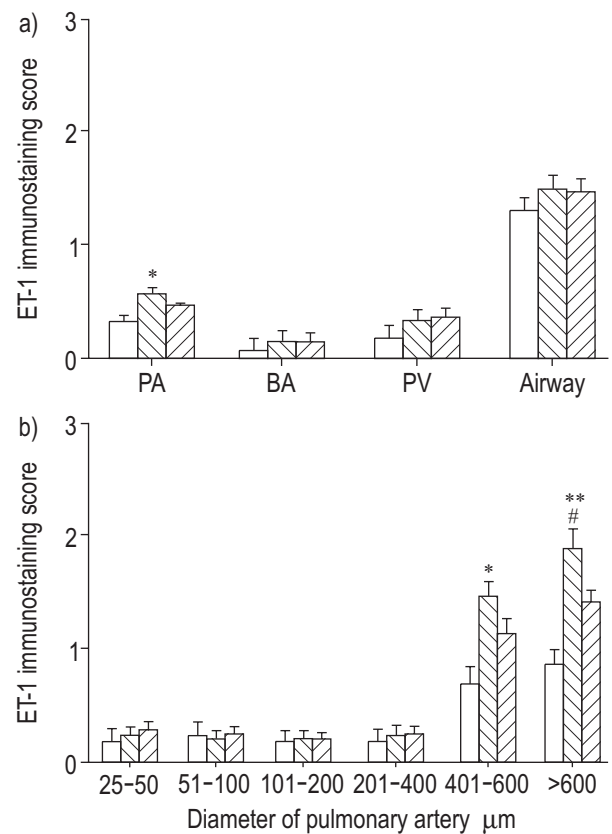 a)
3
2
1
0
ET-1 immunostaining score
*
PA BA PV Airway
b)
3
2
1
0
ET-1 immunostaining score
* ** #
25–50 51–100 101–200 201–400 401–600 >600
Diameter of pulmonary artery µm